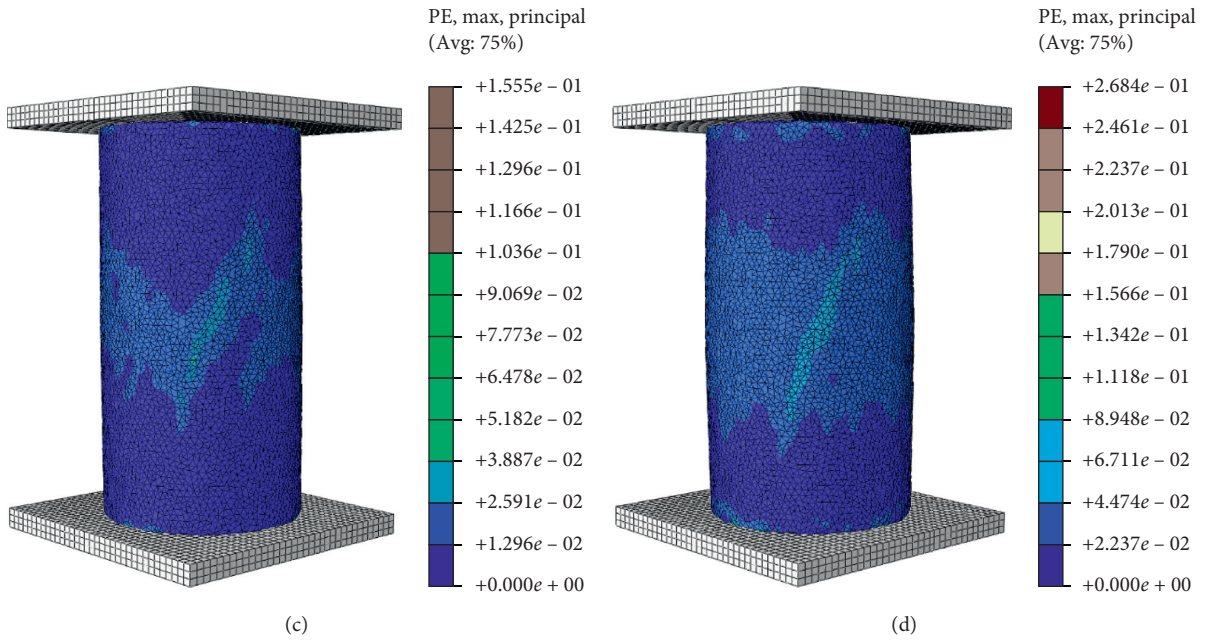 PE, max, principal
(Avg: 75%)
+1.555e – 01
+1.425e – 01
+1.296e – 01
+1.166e – 01
+1.036e – 01
+9.069e – 02
+7.773e – 02
+6.478e – 02
+5.182e – 02
+3.887e – 02
+2.591e – 02
+1.296e – 02
+0.000e + 00
(c)
PE, max, principal
(Avg: 75%)
+2.684e – 01
+2.461e – 01
+2.237e – 01
+2.013e – 01
+1.790e – 01
+1.566e – 01
+1.342e – 01
+1.118e – 01
+8.948e – 02
+6.711e – 02
+4.474e – 02
+2.237e – 02
+0.000e + 00
(d)